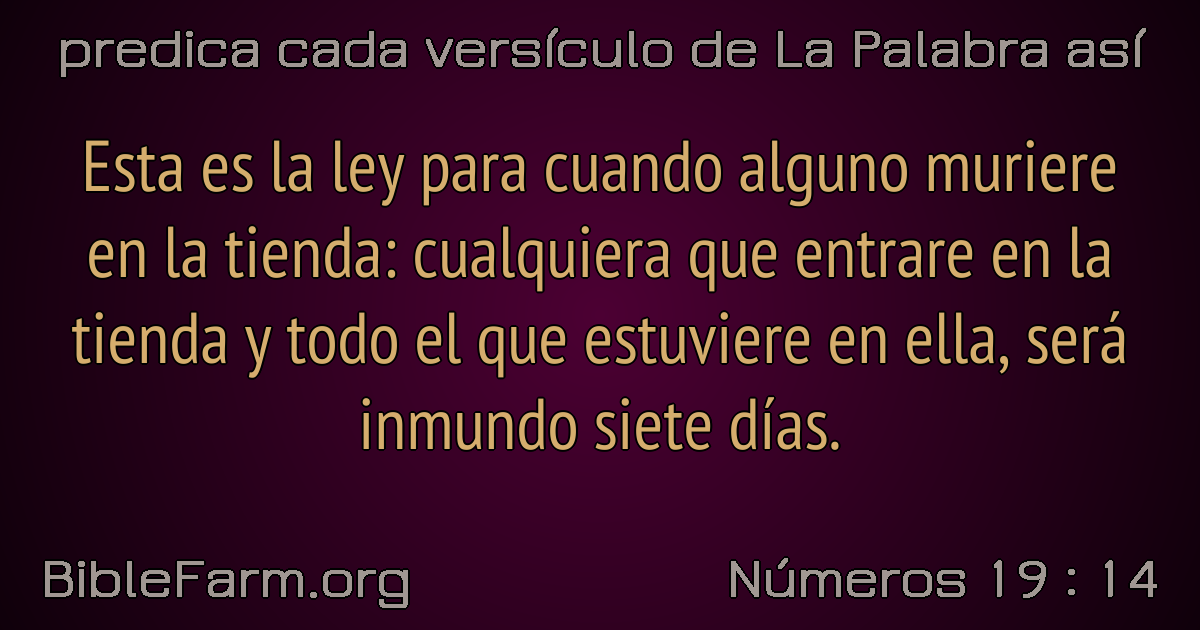 predica cada versículo de La Palabra así
Esta es la ley para cuando alguno muriere
en la tienda: cualquiera que entrare en la
tienda y todo el que estuviere en ella, será
inmundo siete días.
BibleFarm.org
Números 19 : 14